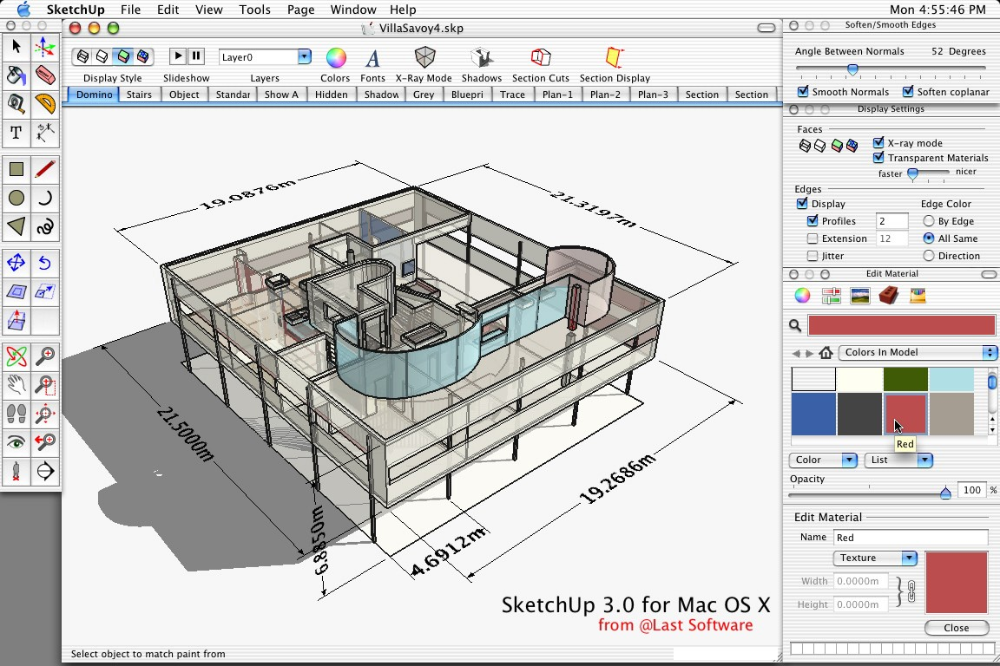 SketchUp File Edit View Tools Page Window Help Mon 4:55:46 PM
VillaSavoy4.skp
Layer0
Display Style Slideshow Layers Colors Fonts X-Ray Mode Shadows Section Cuts Section Display
Domino Stairs Object Standar Show A Hidden Shadow Grey Bluepri Trace Plan-1 Plan-2 Plan-3 Section Section
T
19.0876m
21.3197m
21.5000m
6.8850m
4.6912m
19.2686m
SketchUp 3.0 for Mac OS X
from @Last Software
Select object to match paint from
Soften/Smooth Edges
Angle Between Normals 52 Degrees
Smooth Normals Soften coplanar
Display Settings
Faces
X-ray mode
Transparent Materials
faster nicer
Edges
Display Edge Color
Profiles 2 By Edge
Extension 12 All Same
Jitter Direction
Edit Material
Colors In Model
Red
Color List
Opacity
100 %
Edit Material
Name Red
Texture
Width 0.0000m
Height 0.0000m
Close